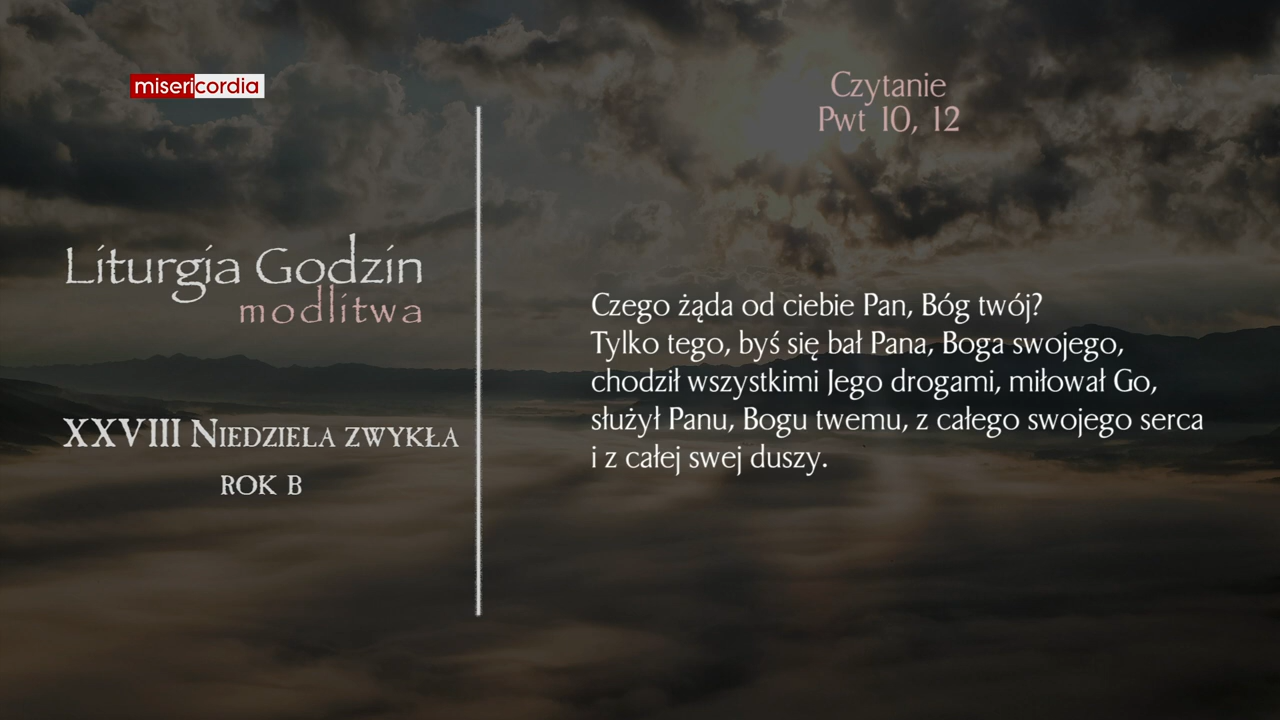 misericordia
Liturgia Godzin
modlitwa
XXVIII Niedziela zwykła
rok B
Czytanie
Pwt 10, 12
Czego żąda od ciebie Pan, Bóg twój?
Tylko tego, byś się bał Pana, Boga swojego,
chodził wszystkimi Jego drogami, miłował Go,
służył Panu, Bogu twemu, z całego swojego serca
i z całej swej duszy.